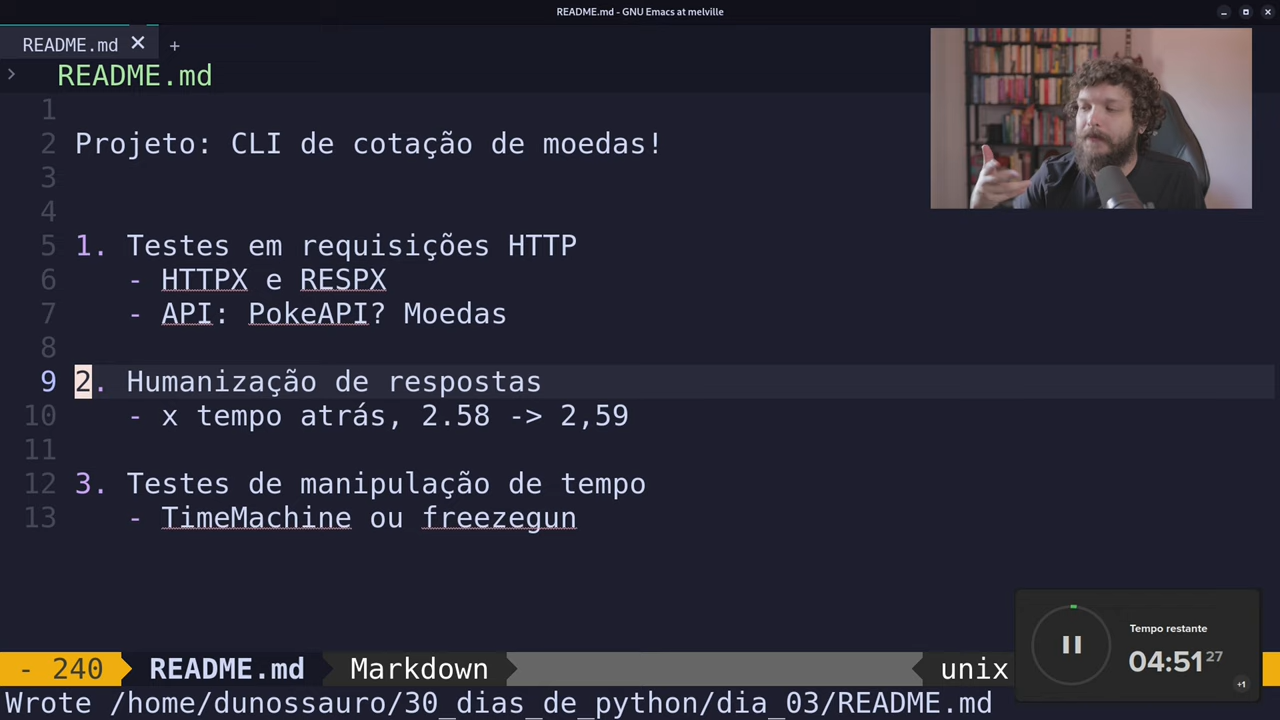 README.md - GNU Emacs at melville
README.md
README.md
1
2 Projeto: CLI de cotação de moedas!
3
4
5 1. Testes em requisições HTTP
6 - HTTPX e RESPX
7 - API: PokeAPI? Moedas
8
9 2. Humanização de respostas
10 - x tempo atrás, 2.58 -> 2,59
11
12 3. Testes de manipulação de tempo
13 - TimeMachine ou freezegun
Tempo restante
04:51 27
+1
- 240 README.md Markdown unix
Wrote /home/dunossauro/30_dias_de_python/dia_03/README.md